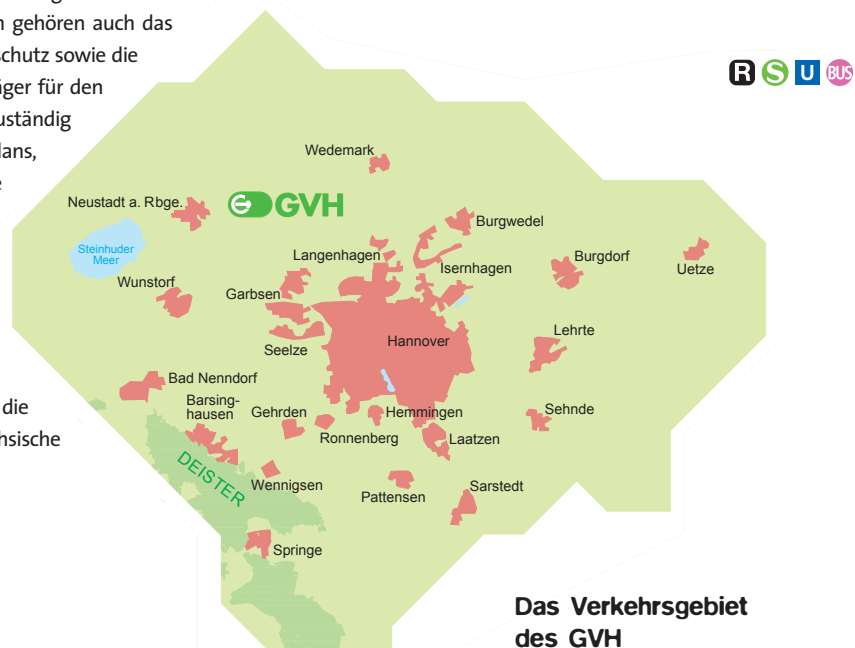 n gehören auch das
schutz sowie die
ger für den
uständig
lans,
die
hsische
R S U BUS
Wedemark
Neustadt a. Rbge.
GVH
Burgwedel
Steinhuder
Meer
Langenhagen
Isernhagen
Burgdorf
Uetze
Wunstorf
Garbsen
Seelze
Hannover
Lehrte
Bad Nenndorf
Barsing-
hausen
Gehrden
Hemmingen
Sehnde
Ronnenberg
Laatzen
DEISTER
Wennigsen
Pattensen
Sarstedt
Springe
Das Verkehrsgebiet
des GVH